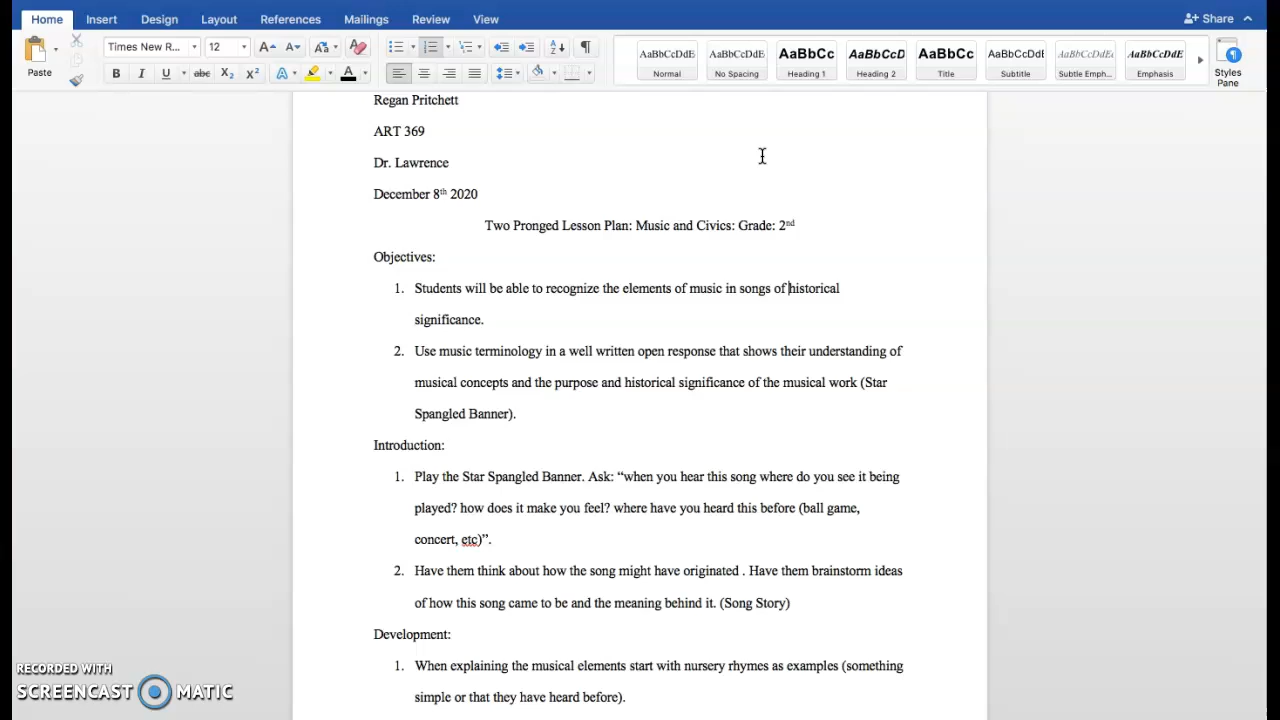 Home Insert Design Layout References Mailings Review View Share
Times New R... 12
Paste
B I U abc X2 X2 A A
AaBbCcDdE AaBbCcDdE AaBbCc AaBbCcD AaBbCc AaBbCcDdE AaBbCcDdE AaBbCcDdE
Normal No Spacing Heading 1 Heading 2 Title Subtitle Subtle Emph... Emphasis
Styles
Pane
Regan Pritchett
ART 369
Dr. Lawrence
December 8th 2020
Two Pronged Lesson Plan: Music and Civics: Grade: 2nd
Objectives:
1. Students will be able to recognize the elements of music in songs of historical
significance.
2. Use music terminology in a well written open response that shows their understanding of
musical concepts and the purpose and historical significance of the musical work (Star
Spangled Banner).
Introduction:
1. Play the Star Spangled Banner. Ask: “when you hear this song where do you see it being
played? how does it make you feel? where have you heard this before (ball game,
concert, etc)”.
2. Have them think about how the song might have originated . Have them brainstorm ideas
of how this song came to be and the meaning behind it. (Song Story)
Development:
1. When explaining the musical elements start with nursery rhymes as examples (something
simple or that they have heard before).
RECORDED WITH
SCREENCAST MATIC